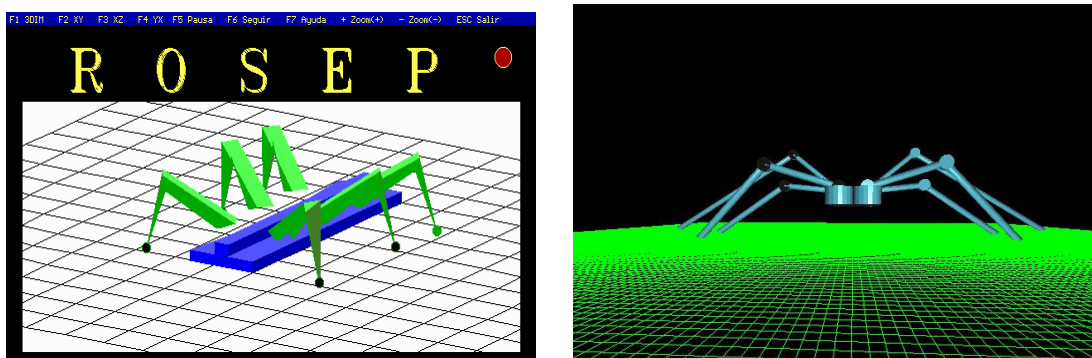 F1 3DIM F2 XY F3 XZ F4 YX F5 Pausa F6 Seguir F7 Ayuda + Zoom(+) - Zoom(-) ESC Salir
R O S E P